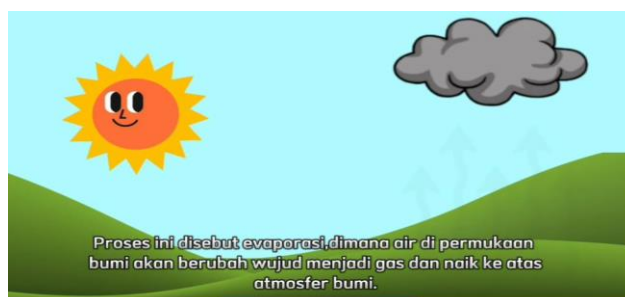 Proses ini disebut evaporasi,dimana air di permukaan
bumi akan berubah wujud menjadi gas dan naik ke atas
atmosfer bumi.